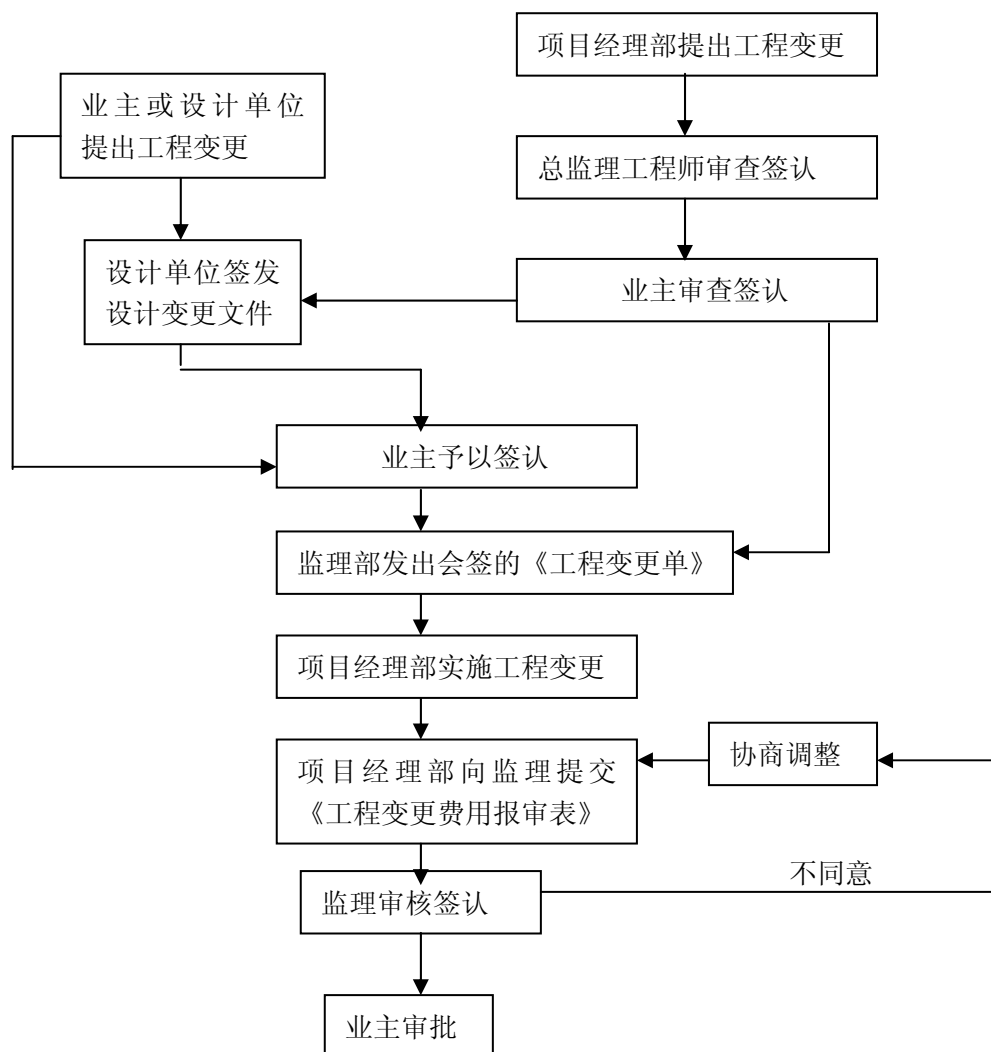 项目经理部提出工程变更
业主或设计单位
提出工程变更
总监理工程师审查签认
设计单位签发
设计变更文件
业主审查签认
业主予以签认
监理部发出会签的《工程变更单》
项目经理部实施工程变更
项目经理部向监理提交
《工程变更费用报审表》
协商调整
不同意
监理审核签认
业主审批